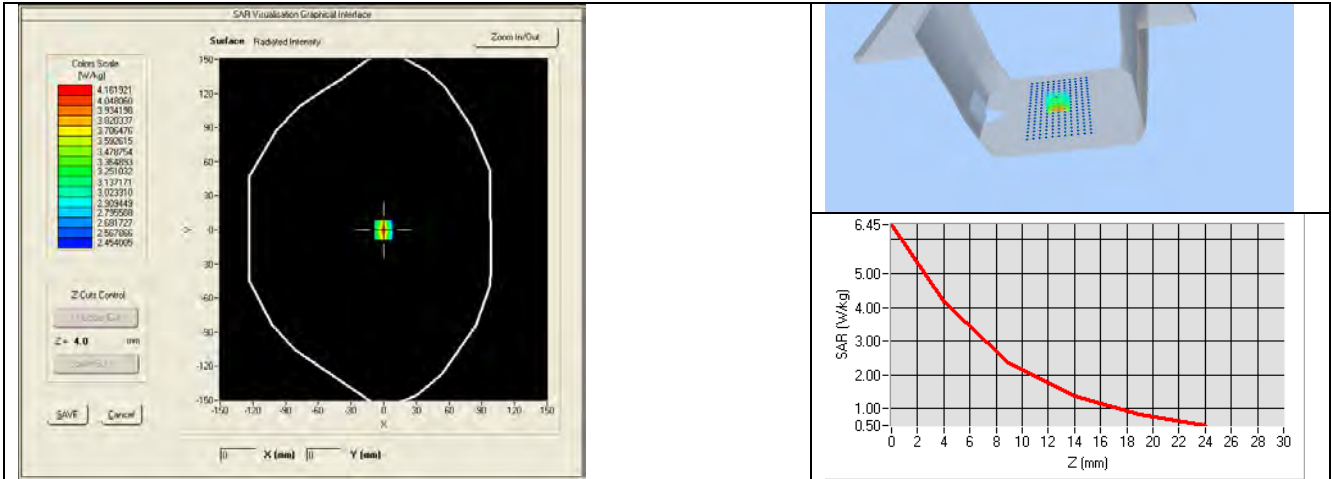 SAR Visualisation Graphical Interface
Surface Radiated Intensity
Zoom In/Out
Colors Scale
(W/kg)
4.161921
4.048060
3.934198
3.820337
3.706476
3.592615
3.478754
3.364893
3.251032
3.137171
3.023310
2.909449
2.795588
2.681727
2.567866
2.454005
150-
120-
90-
60-
30-
0-
-30-
-60-
-90-
-120-
-150-
Y
-150 -120 -90 -60 -30 0 30 60 90 120 150
X
Z Cuts Control
Z = 4.0 mm
SAVE Cancel
0 X (mm) 0 Y (mm)
6.45-
5.00-
4.00-
3.00-
2.00-
1.00-
0.50-
SAR (W/kg)
0 2 4 6 8 10 12 14 16 18 20 22 24 26 28 30
Z (mm)